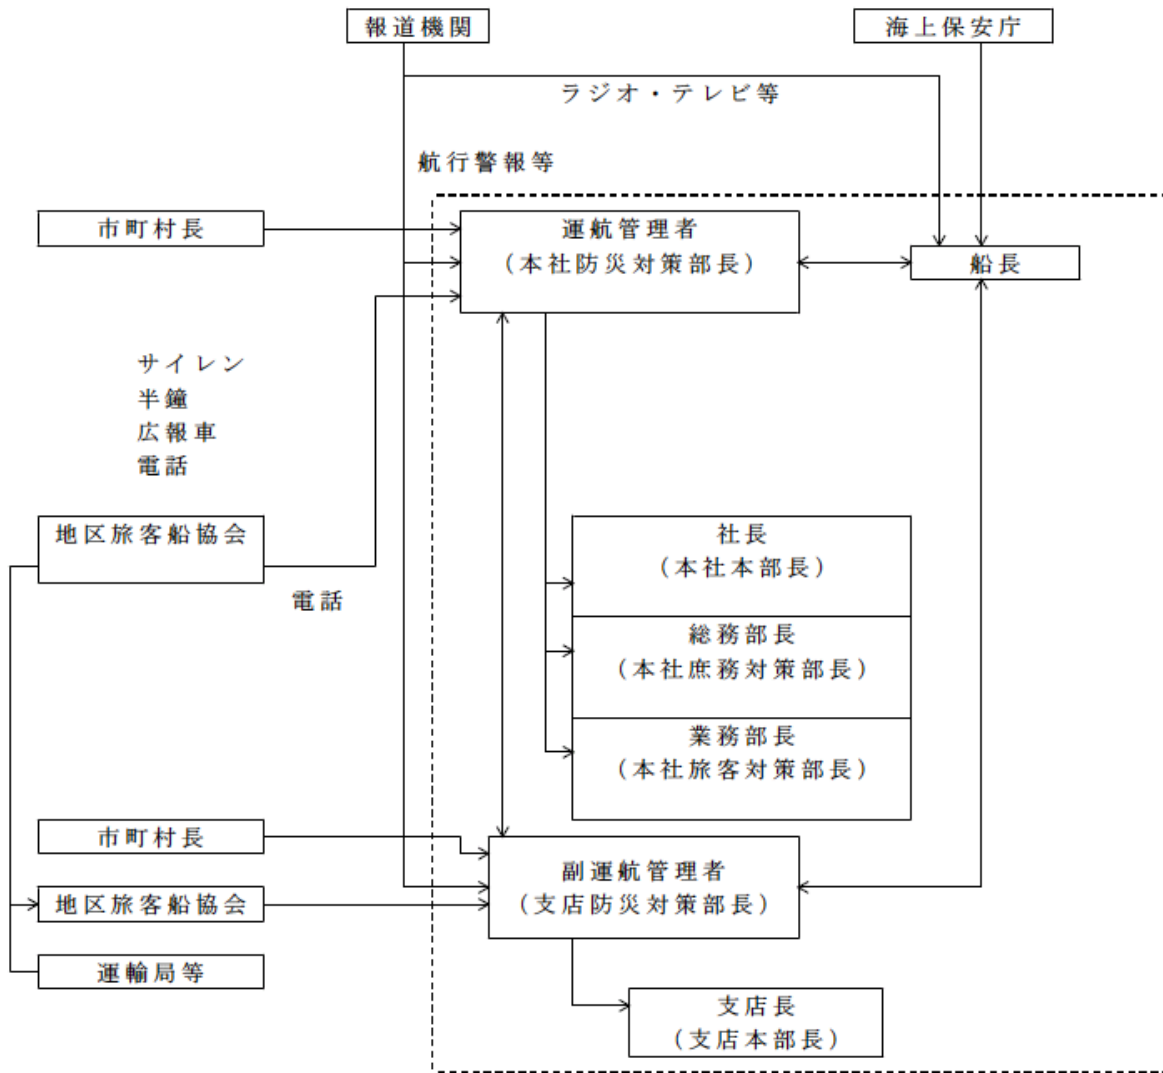 報道機関
海上保安庁
ラジオ・テレビ等
航行警報等
市町村長
運航管理者
(本社防災対策部長)
船長
サイレン
半鐘
広報車
電話
地区旅客船協会
電話
社長
(本社本部長)
総務部長
(本社庶務対策部長)
業務部長
(本社旅客対策部長)
市町村長
副運航管理者
(支店防災対策部長)
地区旅客船協会
運輸局等
支店長
(支店本部長)